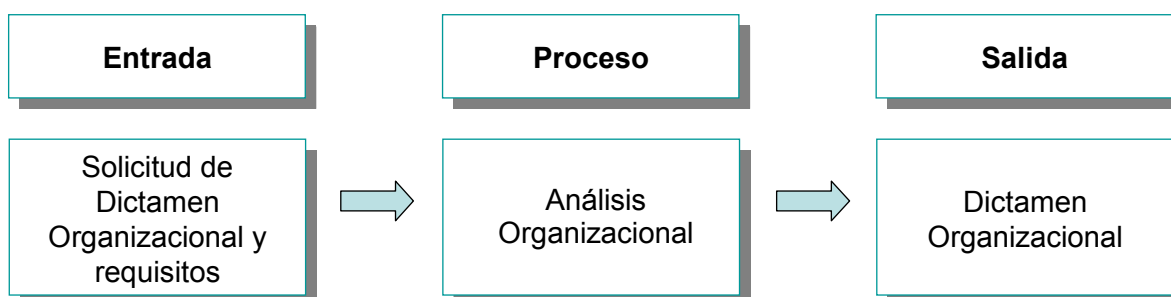 Entrada
Proceso
Salida
Solicitud de
Dictamen
Organizacional y
requisitos
Análisis
Organizacional
Dictamen
Organizacional